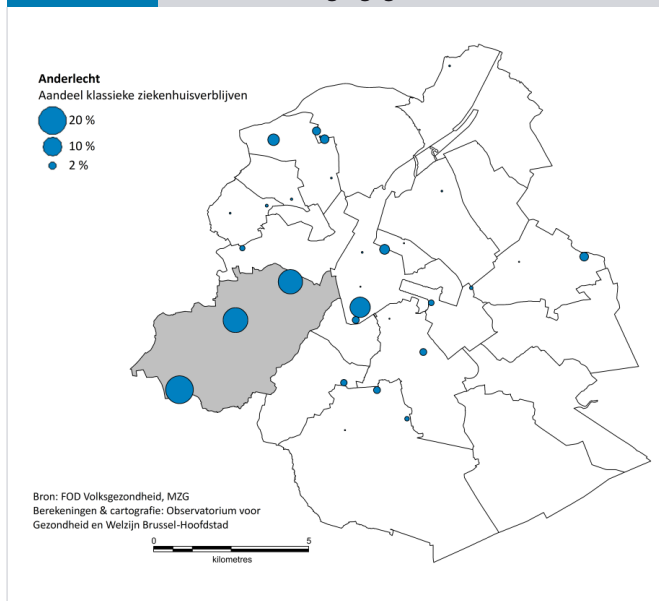 Anderlecht
Aandeel klassieke ziekenhuisverblijven
20 %
10 %
2 %
Bron: FOD Volksgezondheid, MZG
Berekeningen & cartografie: Observatorium voor
Gezondheid en Welzijn Brussel-Hoofdstad
0 5
kilometres